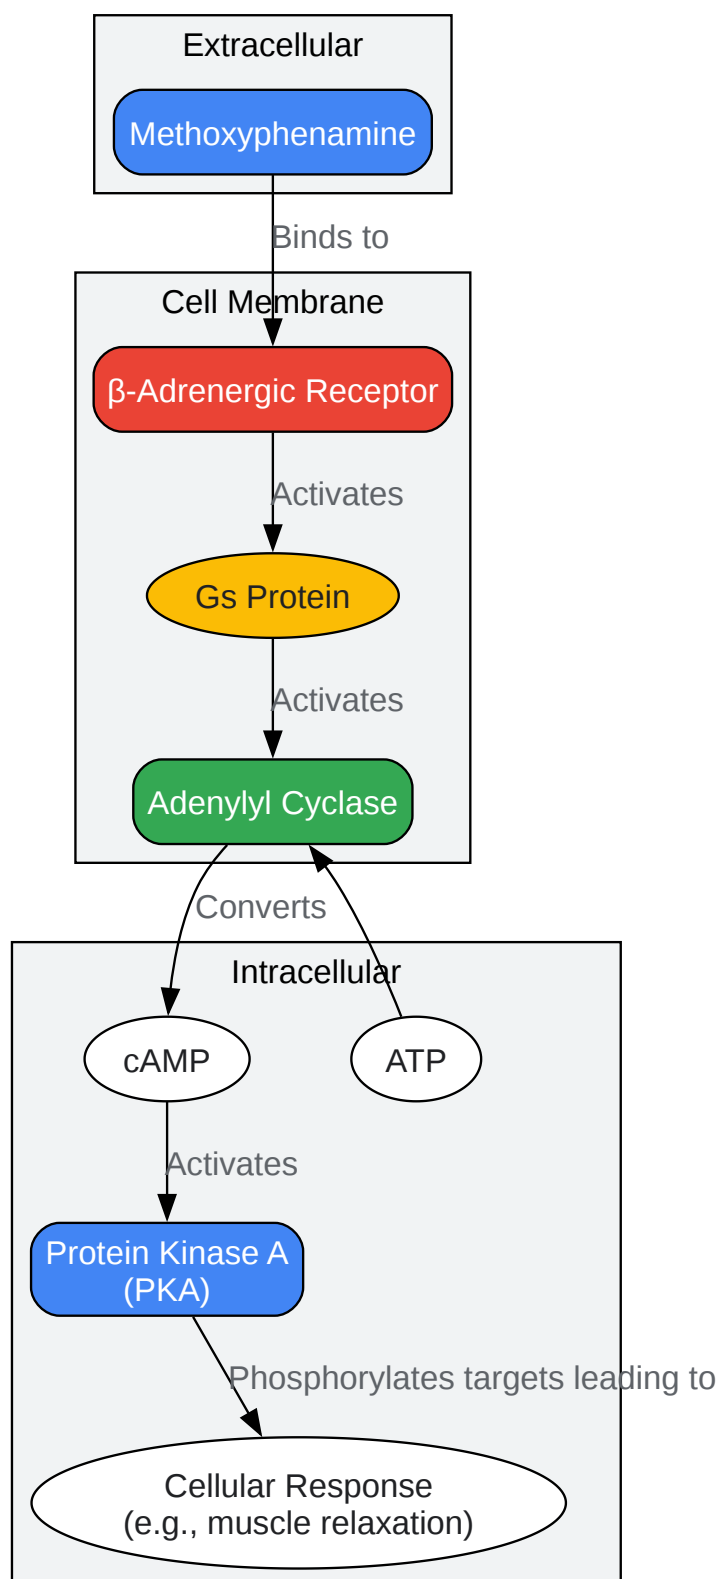 Extracellular
Methoxyphenamine
Binds to
Cell Membrane
β-Adrenergic Receptor
Activates
Gs Protein
Activates
Adenylyl Cyclase
Converts
Intracellular
cAMP
ATP
Activates
Protein Kinase A
(PKA)
Phosphorylates targets leading to
Cellular Response
(e.g., muscle relaxation)